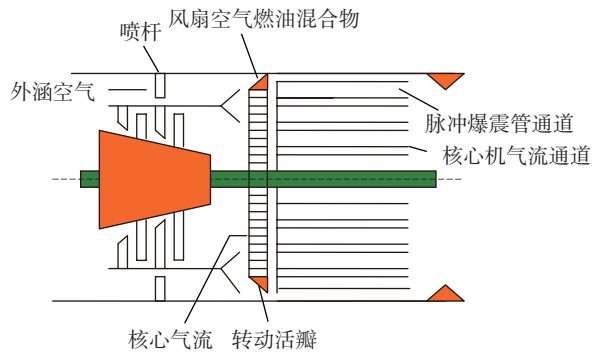 风扇空气燃油混合物
喷杆
外涵空气
脉冲爆震管通道
核心机气流通道
核心气流
转动活瓣